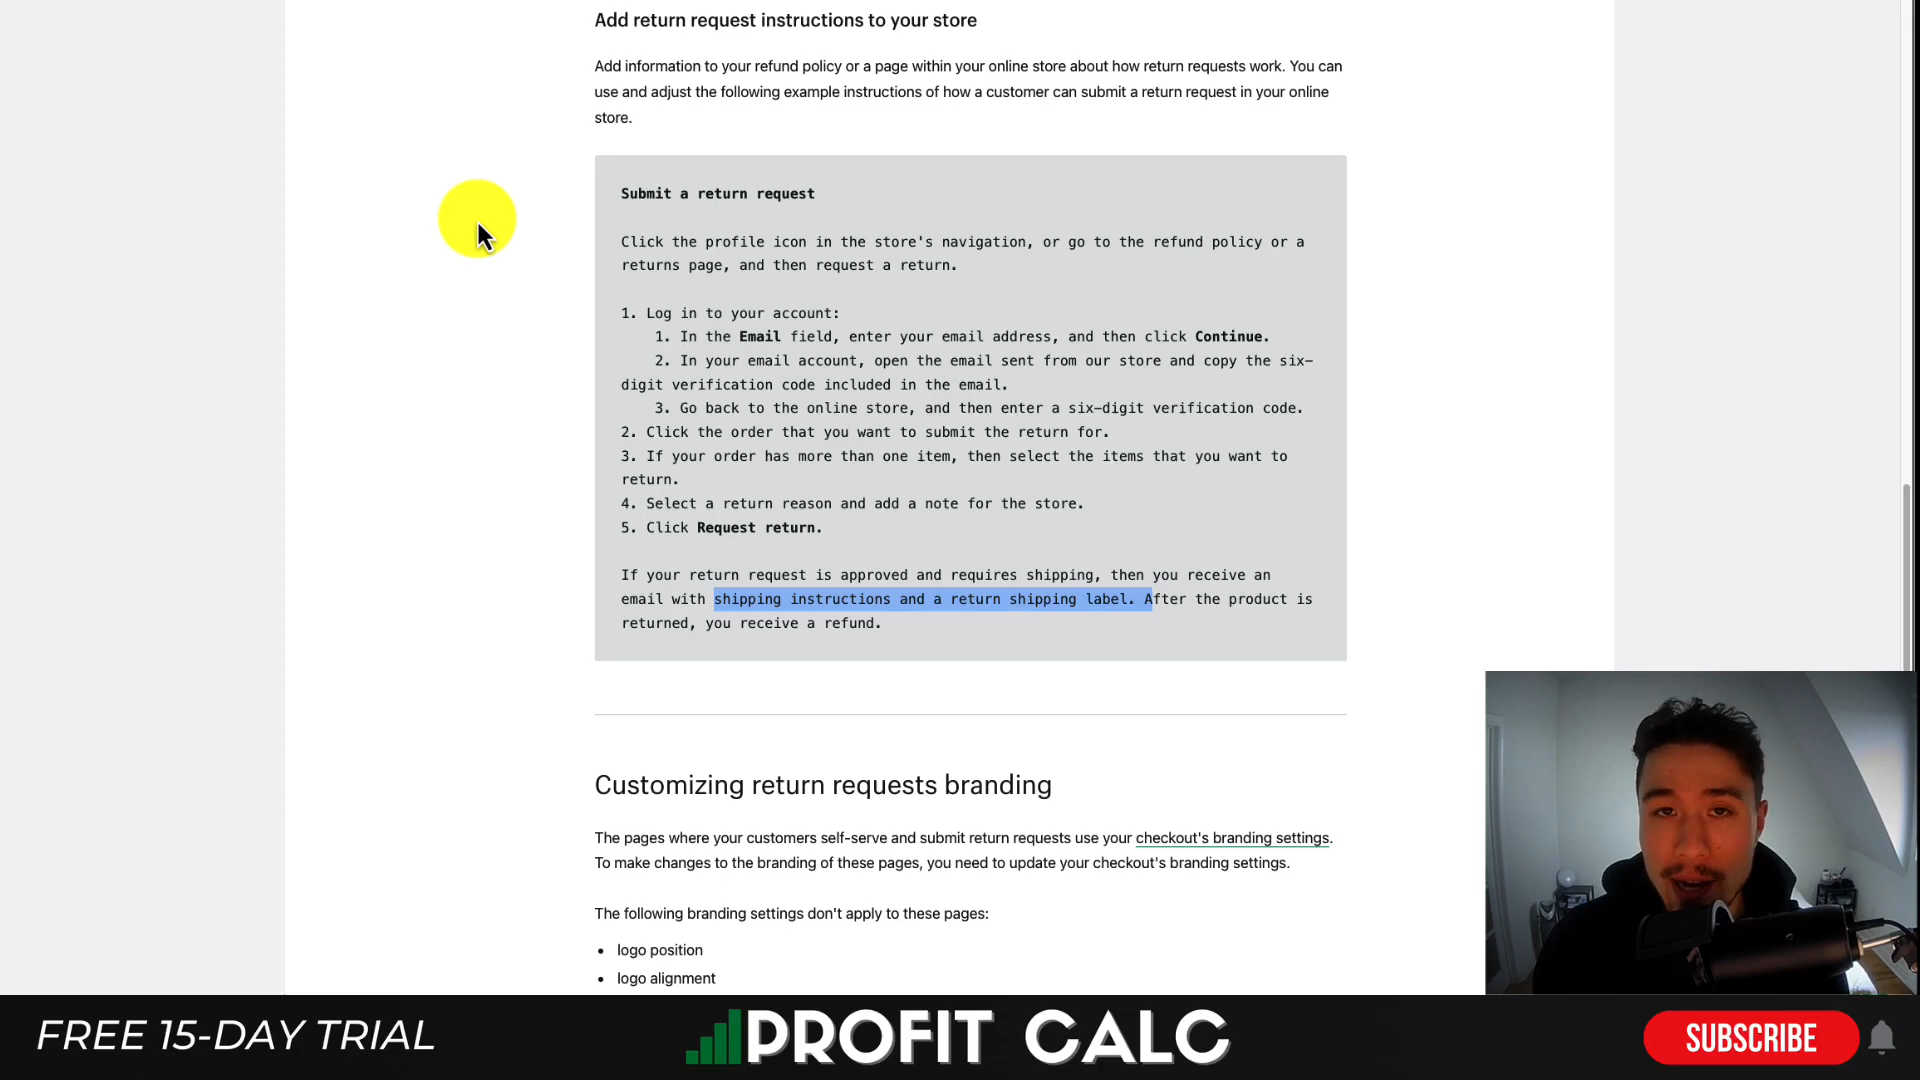 Add return request instructions to your store
Add information to your refund policy or a page within your online store about how return requests work. You can
use and adjust the following example instructions of how a customer can submit a return request in your online
store.
Submit a return request
Click the profile icon in the store's navigation, or go to the refund policy or a
returns page, and then request a return.
1. Log in to your account:
1. In the Email field, enter your email address, and then click Continue.
2. In your email account, open the email sent from our store and copy the six-
digit verification code included in the email.
3. Go back to the online store, and then enter a six-digit verification code.
2. Click the order that you want to submit the return for.
3. If your order has more than one item, then select the items that you want to
return.
4. Select a return reason and add a note for the store.
5. Click Request return.
If your return request is approved and requires shipping, then you receive an
email with shipping instructions and a return shipping label. After the product is
returned, you receive a refund.
Customizing return requests branding
The pages where your customers self-serve and submit return requests use your checkout's branding settings.
To make changes to the branding of these pages, you need to update your checkout's branding settings.
The following branding settings don't apply to these pages:
• logo position
• logo alignment
FREE 15-DAY TRIAL
PROFIT CALC
SUBSCRIBE